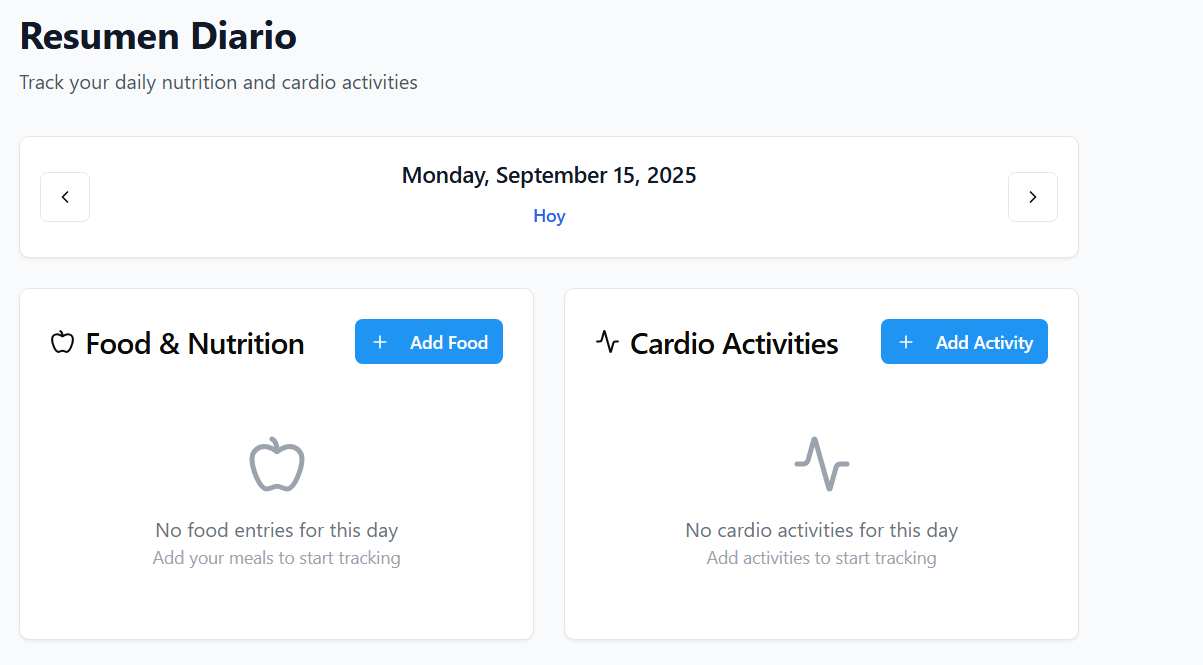 Resumen Diario
Track your daily nutrition and cardio activities
Monday, September 15, 2025
Hoy
Food & Nutrition
Add Food
No food entries for this day
Add your meals to start tracking
Cardio Activities
Add Activity
No cardio activities for this day
Add activities to start tracking